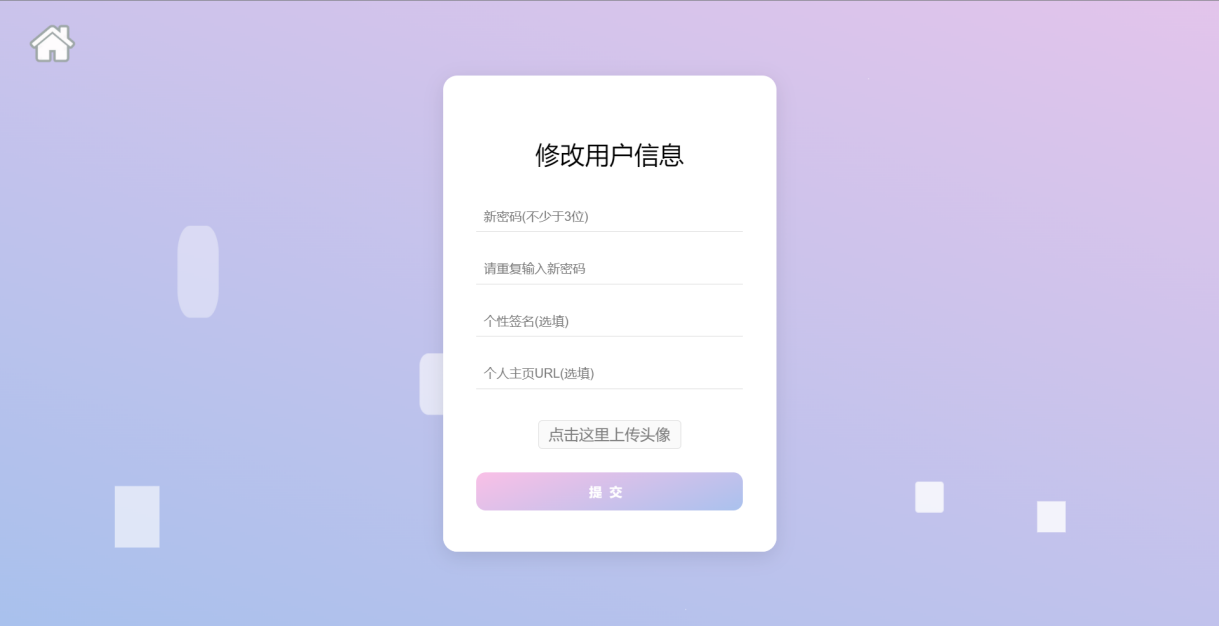 修改用户信息
新密码(不少于3位)
请重复输入新密码
个性签名(选填)
个人主页URL(选填)
点击这里上传头像
提 交